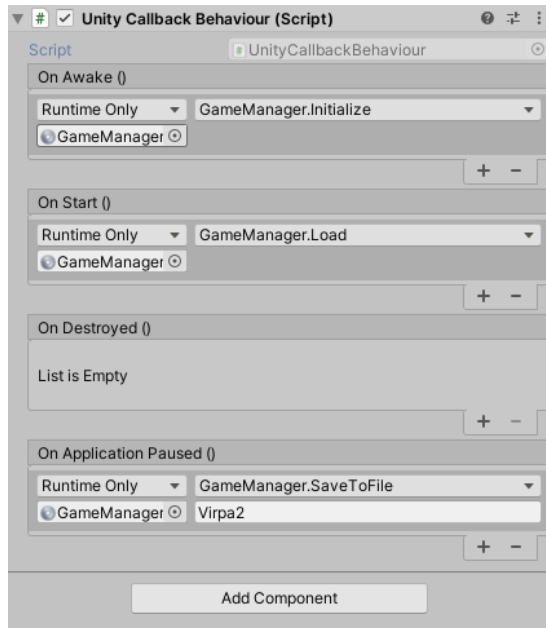 Unity Callback Behaviour (Script)
Script UnityCallbackBehaviour
On Awake ()
Runtime Only GameManager.Initialize
GameManager
On Start ()
Runtime Only GameManager.Load
GameManager
On Destroyed ()
List is Empty
On Application Paused ()
Runtime Only GameManager.SaveToFile
GameManager Virpa2
Add Component